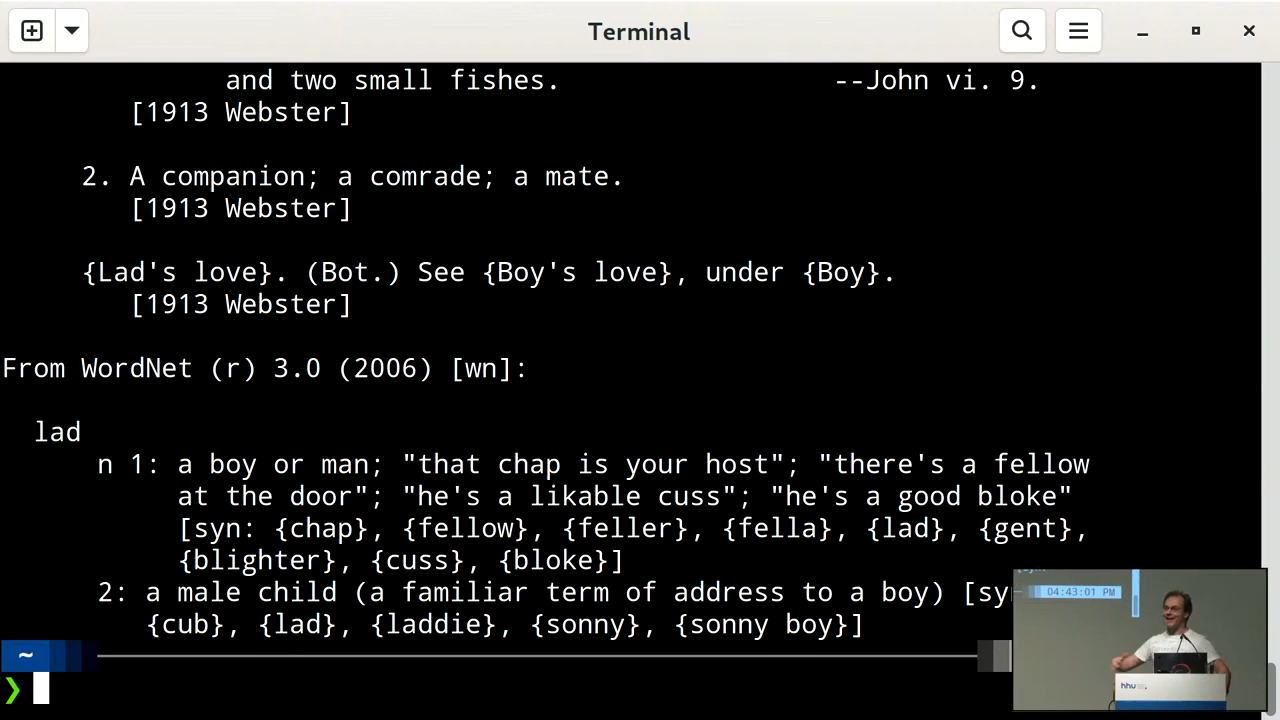 Terminal
and two small fishes. --John vi. 9.
[1913 Webster]
2. A companion; a comrade; a mate.
[1913 Webster]
{Lad's love}. (Bot.) See {Boy's love}, under {Boy}.
[1913 Webster]
From WordNet (r) 3.0 (2006) [wn]:
lad
n 1: a boy or man; "that chap is your host"; "there's a fellow
at the door"; "he's a likable cuss"; "he's a good bloke"
[syn: {chap}, {fellow}, {feller}, {fella}, {lad}, {gent},
{blighter}, {cuss}, {bloke}]
2: a male child (a familiar term of address to a boy)
{cub}, {lad}, {laddie}, {sonny}, {sonny boy}]
~
❯
04:43:01 PM
hhu